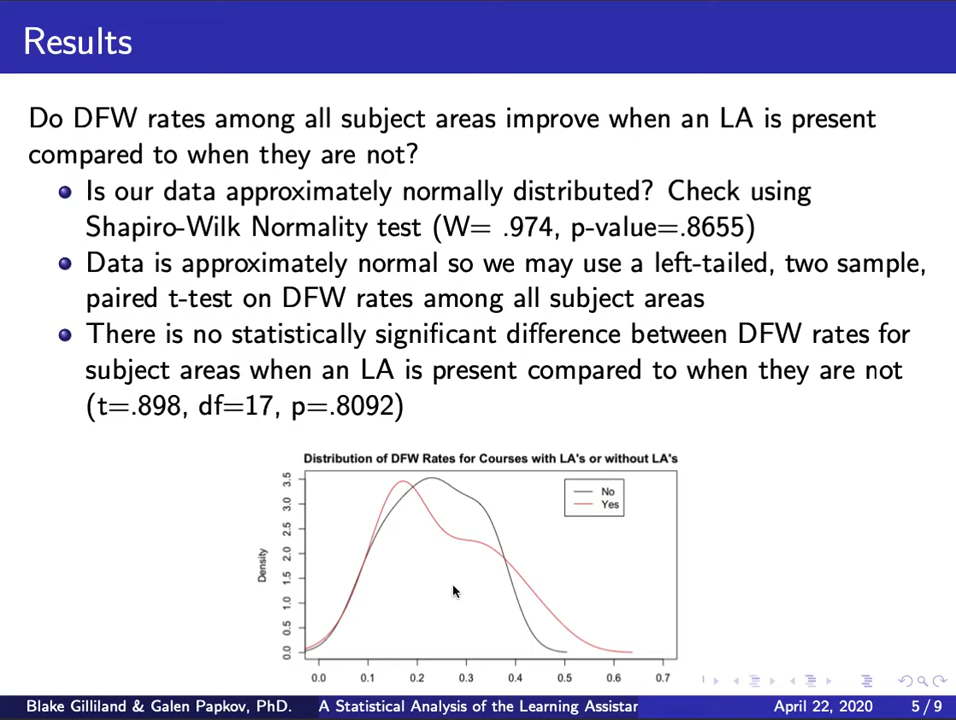 Results
Do DFW rates among all subject areas improve when an LA is present
compared to when they are not?
Is our data approximately normally distributed? Check using
Shapiro-Wilk Normality test (W= .974, p-value=.8655)
Data is approximately normal so we may use a left-tailed, two sample,
paired t-test on DFW rates among all subject areas
There is no statistically significant difference between DFW rates for
subject areas when an LA is present compared to when they are not
(t=.898, df=17, p=.8092)
Distribution of DFW Rates for Courses with LA's or without LA's
No
Yes
Density
3.5
3.0
2.5
2.0
1.5
1.0
0.5
0.0
0.0 0.1 0.2 0.3 0.4 0.5 0.6 0.7
Blake Gilliland & Galen Papkov, PhD. A Statistical Analysis of the Learning Assistar April 22, 2020 5 / 9